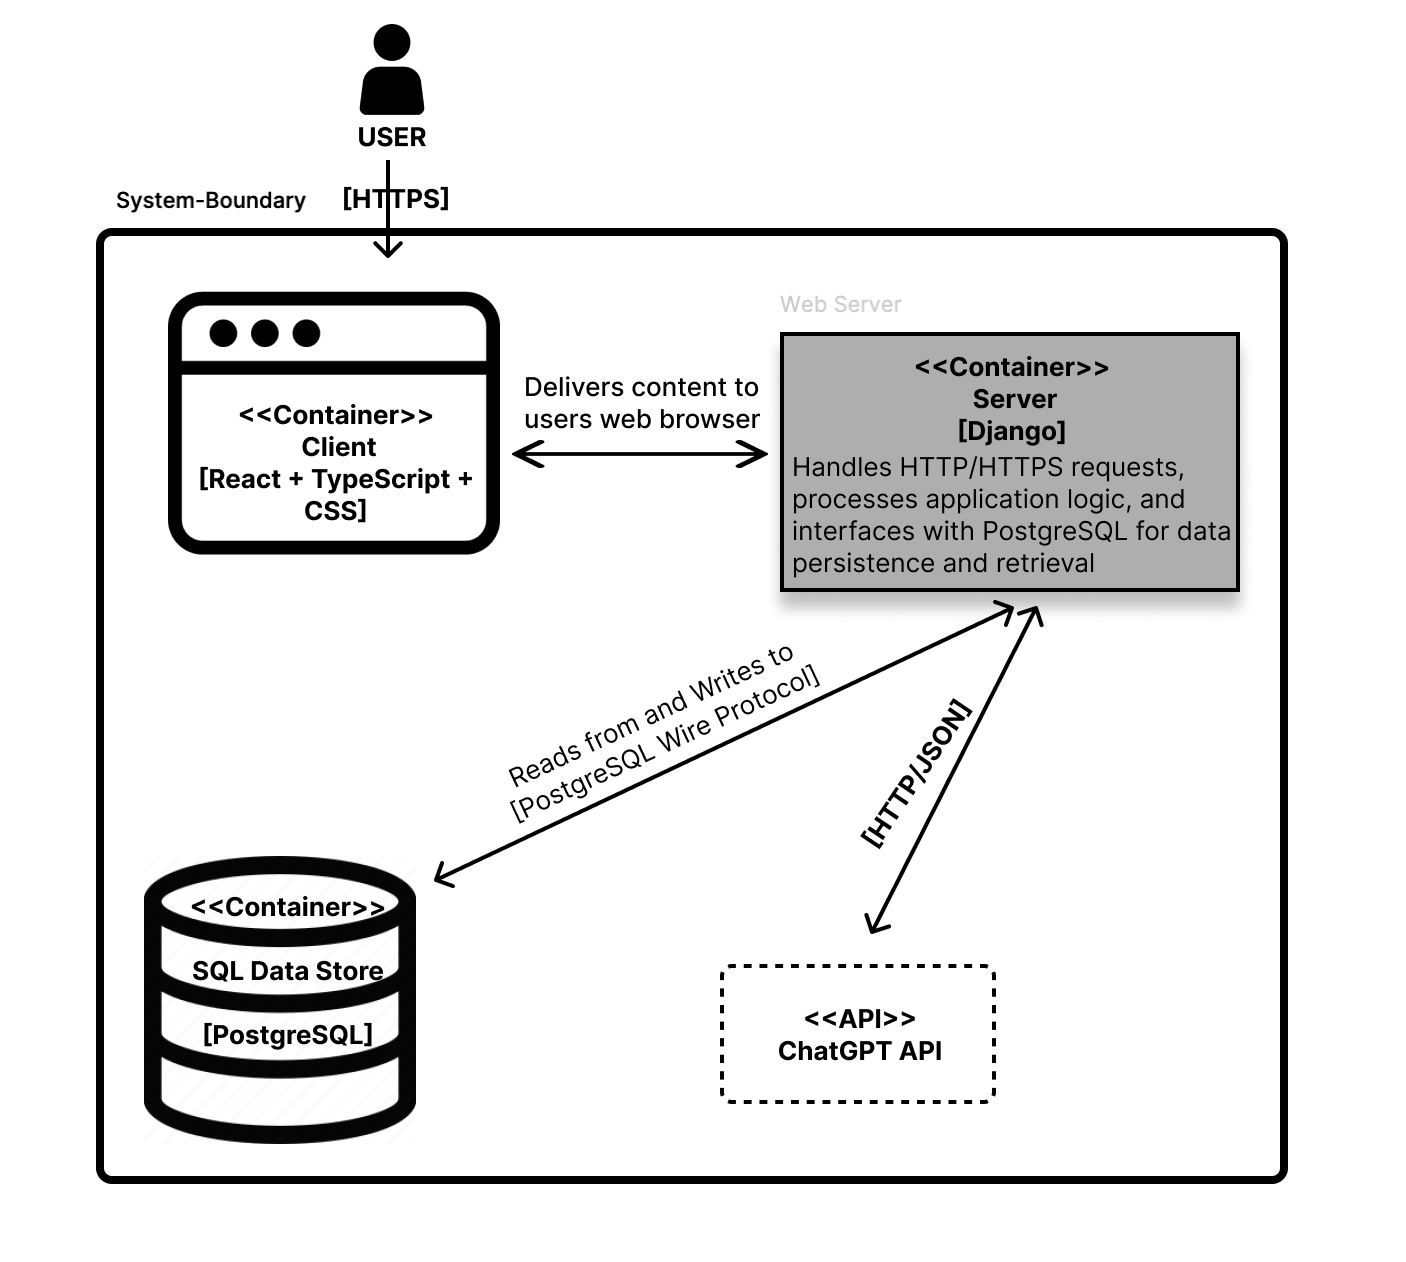 USER
System-Boundary
[HTTPS]
Web Server
<<Container>>
Client
[React + TypeScript +
CSS]
Delivers content to
users web browser
<<Container>>
Server
[Django]
Handles HTTP/HTTPS requests,
processes application logic, and
interfaces with PostgreSQL for data
persistence and retrieval
Reads from and Writes to
[PostgreSQL Wire Protocol]
[HTTP/JSON]
<<Container>>
SQL Data Store
[PostgreSQL]
<<API>>
ChatGPT API